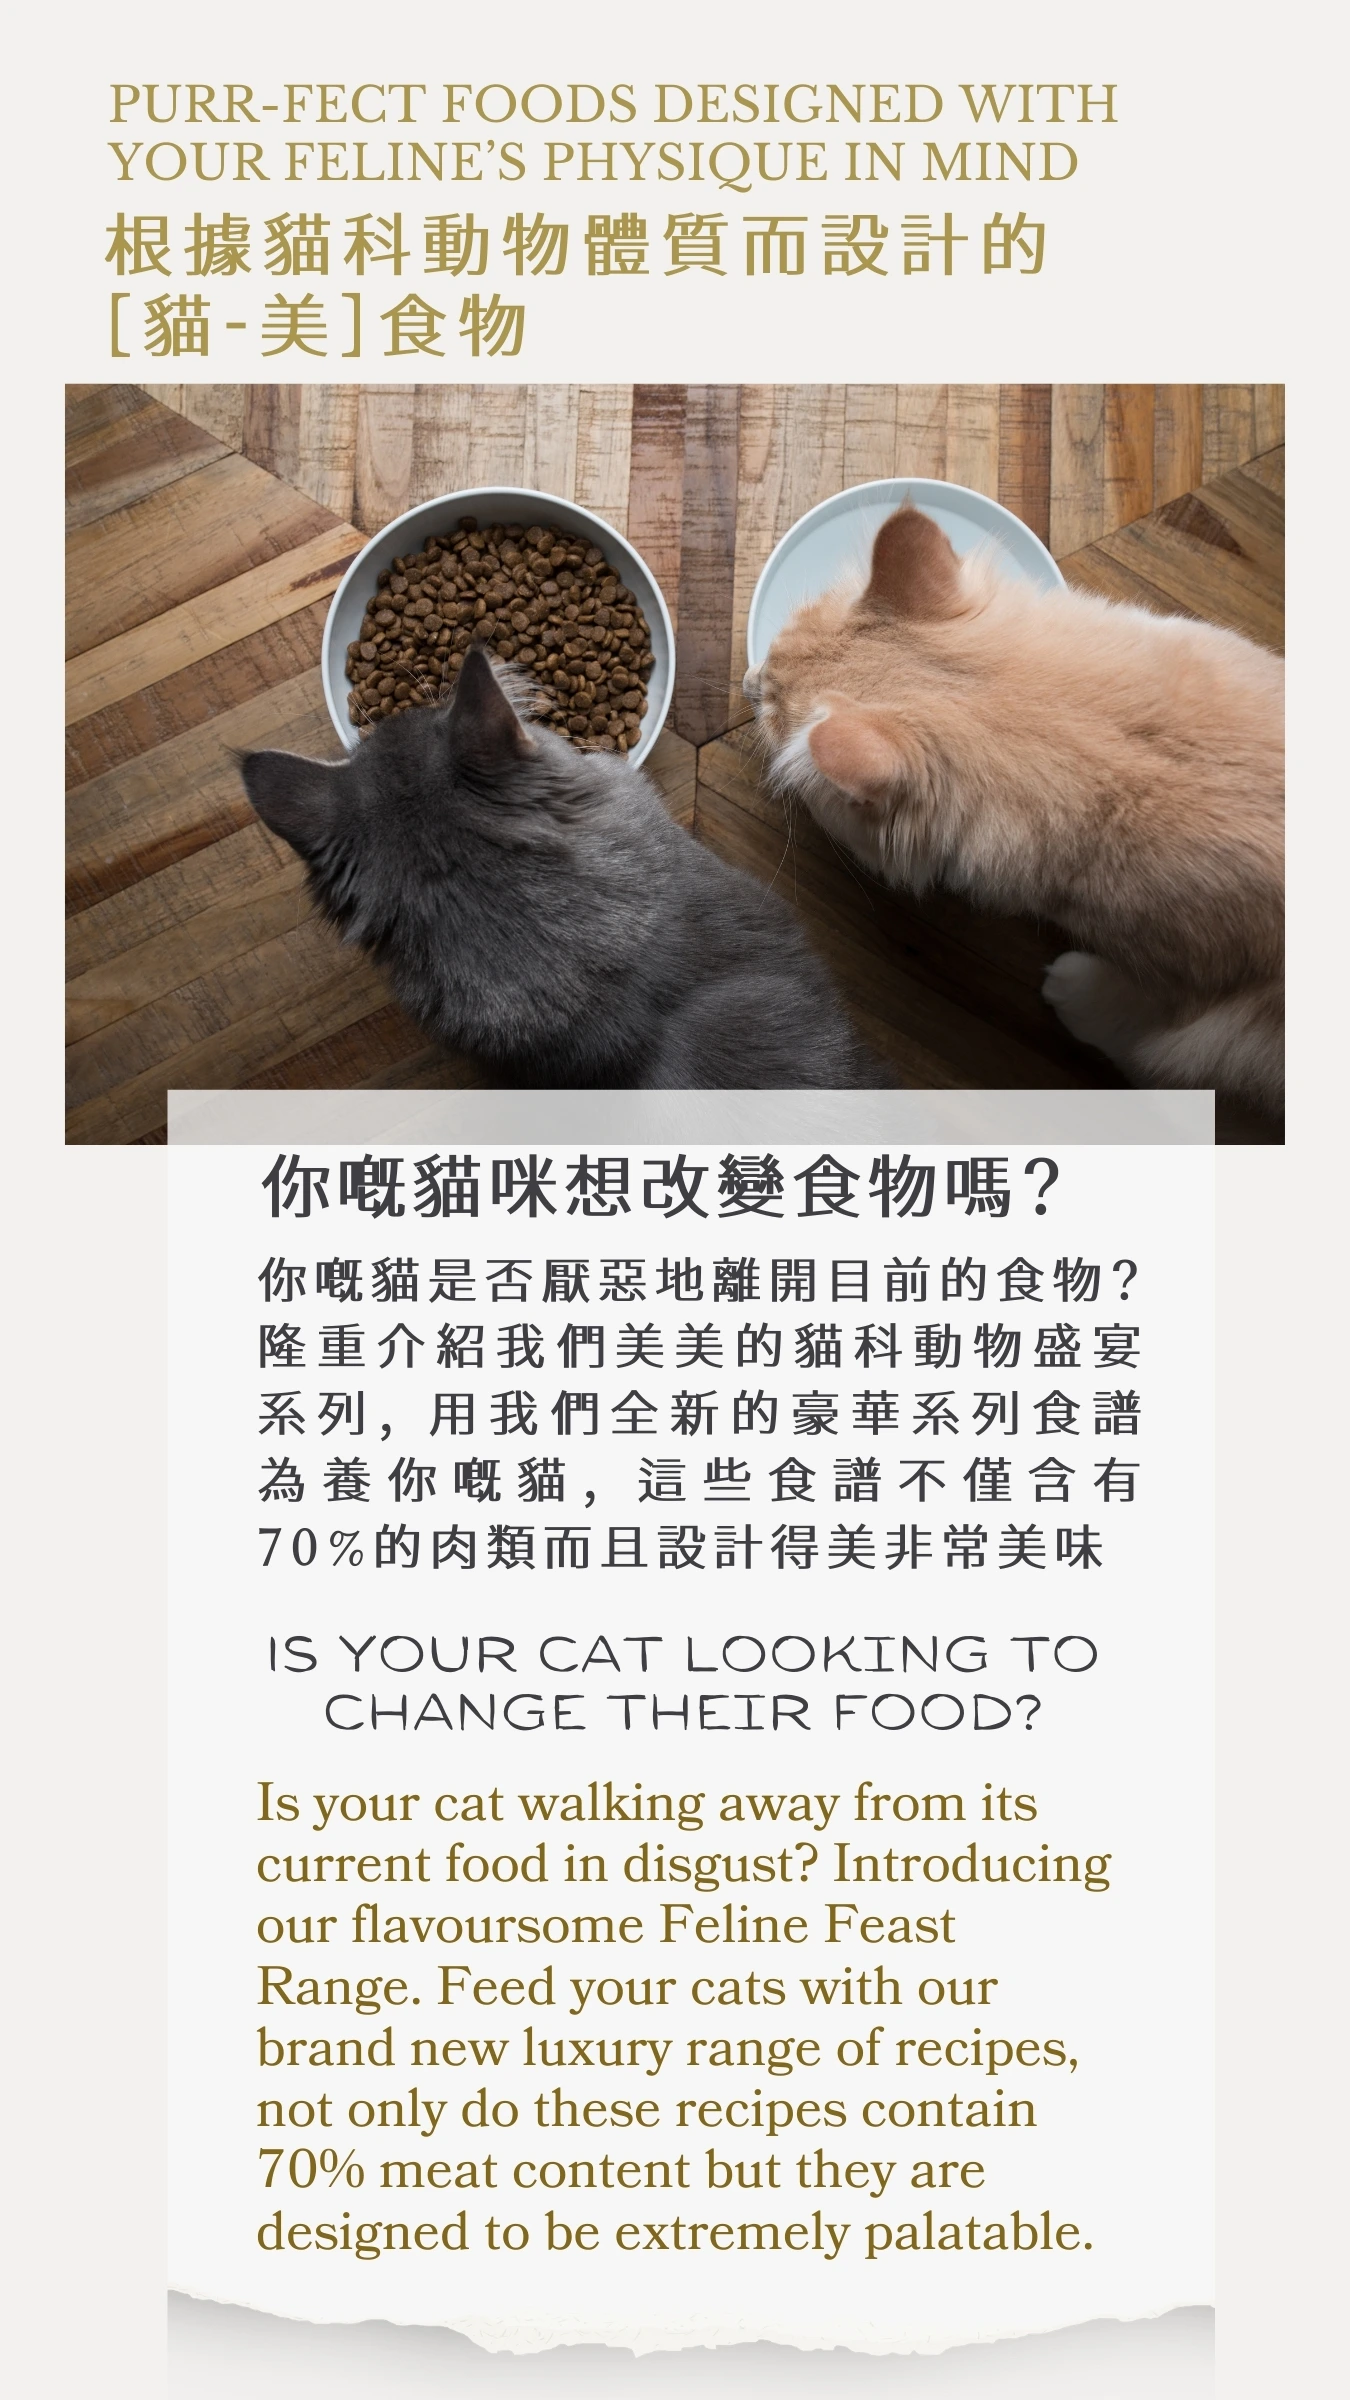 PURR-FECT FOODS DESIGNED WITH
YOUR FELINE’S PHYSIQUE IN MIND
根據貓科動物體質而設計的
[貓-美]食物
你嘅貓咪想改變食物嗎?
你嘅貓是否厭惡地離開目前的食物?
隆重介紹我們美美的貓科動物盛宴
系列，用我們全新的豪華系列食譜
為養你嘅貓，這些食譜不僅含有
70%的肉類而且設計得美非常美味
IS YOUR CAT LOOKING TO
CHANGE THEIR FOOD?
Is your cat walking away from its
current food in disgust? Introducing
our flavoursome Feline Feast
Range. Feed your cats with our
brand new luxury range of recipes,
not only do these recipes contain
70% meat content but they are
designed to be extremely palatable.